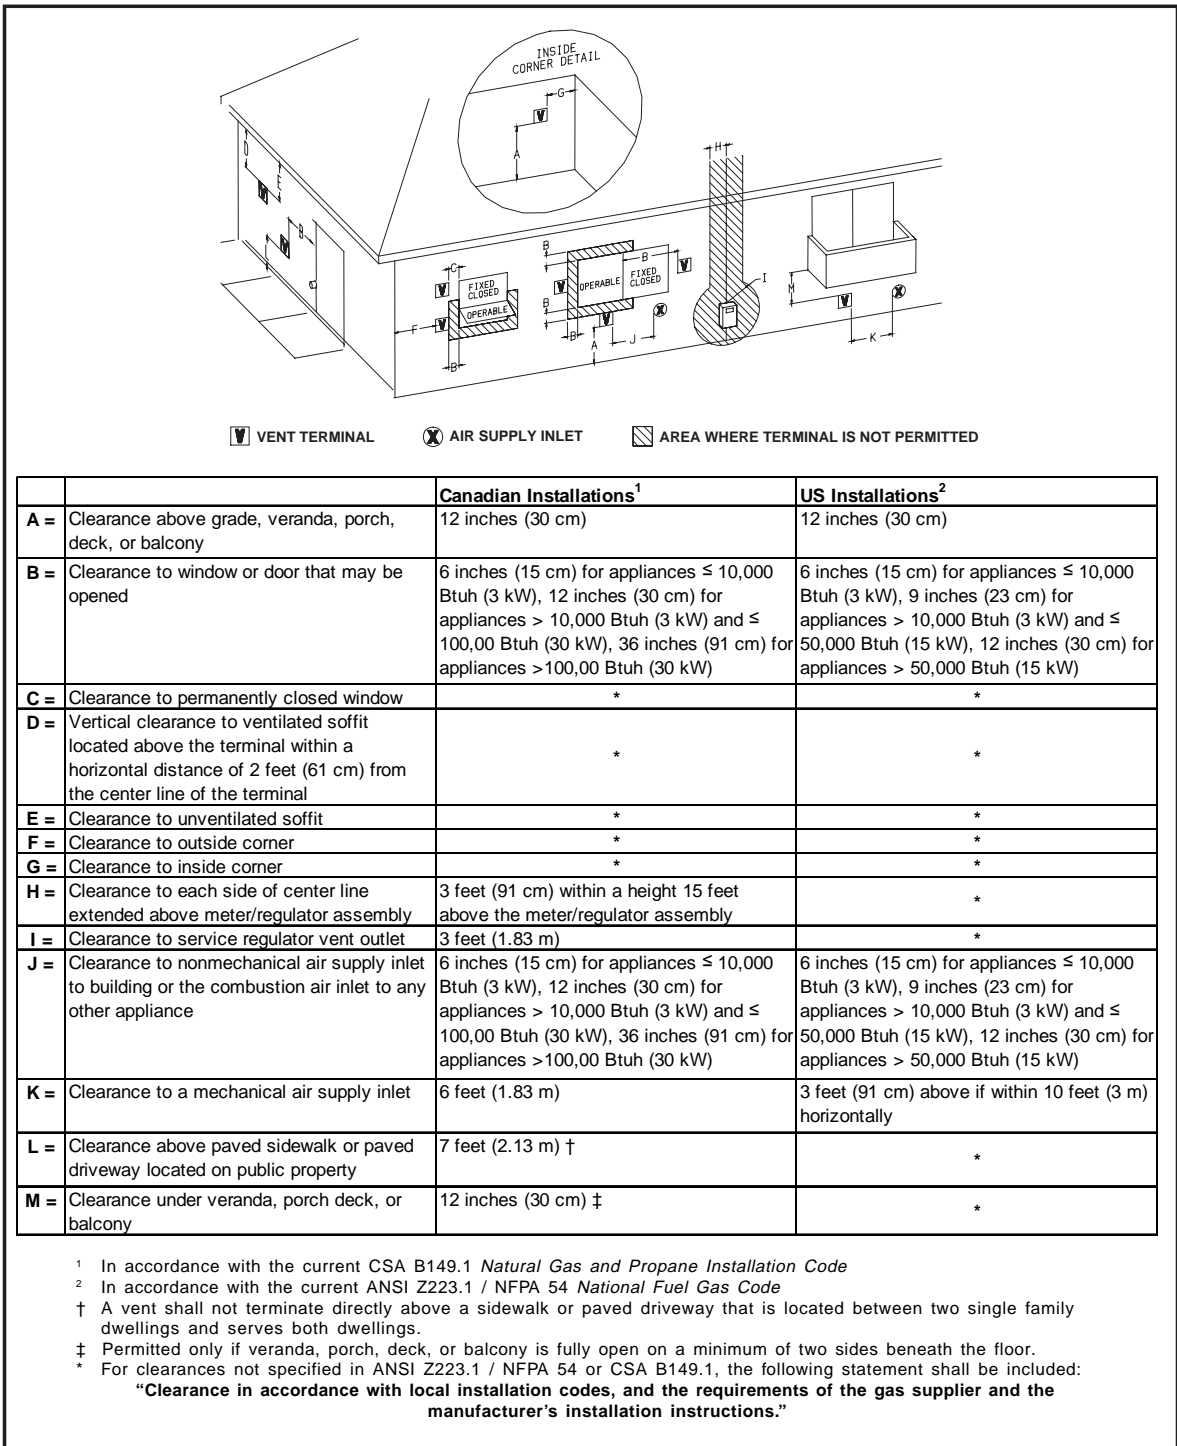 INSIDE
CORNER DETAIL
G
A
H
D
E
B
L
C
FIXED
CLOSED
OPERABLE
F
B
B
B
OPERABLE
FIXED
CLOSED
B
B
A
J
I
M
K
V VENT TERMINAL X AIR SUPPLY INLET AREA WHERE TERMINAL IS NOT PERMITTED
Canadian Installations1 US Installations2
A = Clearance above grade, veranda, porch, 12 inches (30 cm) 12 inches (30 cm)
deck, or balcony
B = Clearance to window or door that may be 6 inches (15 cm) for appliances ≤ 10,000 6 inches (15 cm) for appliances ≤ 10,000
opened Btuh (3 kW), 12 inches (30 cm) for Btuh (3 kW), 9 inches (23 cm) for
appliances > 10,000 Btuh (3 kW) and ≤ appliances > 10,000 Btuh (3 kW) and ≤
100,00 Btuh (30 kW), 36 inches (91 cm) for 50,000 Btuh (15 kW), 12 inches (30 cm) for
appliances >100,00 Btuh (30 kW) appliances > 50,000 Btuh (15 kW)
C = Clearance to permanently closed window * *
D = Vertical clearance to ventilated soffit
located above the terminal within a
horizontal distance of 2 feet (61 cm) from * *
the center line of the terminal
E = Clearance to unventilated soffit * *
F = Clearance to outside corner * *
G = Clearance to inside corner * *
H = Clearance to each side of center line 3 feet (91 cm) within a height 15 feet *
extended above meter/regulator assembly above the meter/regulator assembly
I = Clearance to service regulator vent outlet 3 feet (1.83 m) *
J = Clearance to nonmechanical air supply inlet 6 inches (15 cm) for appliances ≤ 10,000 6 inches (15 cm) for appliances ≤ 10,000
to building or the combustion air inlet to any Btuh (3 kW), 12 inches (30 cm) for Btuh (3 kW), 9 inches (23 cm) for
other appliance appliances > 10,000 Btuh (3 kW) and ≤ appliances > 10,000 Btuh (3 kW) and ≤
100,00 Btuh (30 kW), 36 inches (91 cm) for 50,000 Btuh (15 kW), 12 inches (30 cm) for
appliances >100,00 Btuh (30 kW) appliances > 50,000 Btuh (15 kW)
K = Clearance to a mechanical air supply inlet 6 feet (1.83 m) 3 feet (91 cm) above if within 10 feet (3 m)
horizontally
L = Clearance above paved sidewalk or paved 7 feet (2.13 m) † *
driveway located on public property
M = Clearance under veranda, porch deck, or 12 inches (30 cm) ‡ *
balcony
1 In accordance with the current CSA B149.1 Natural Gas and Propane Installation Code
2 In accordance with the current ANSI Z223.1 / NFPA 54 National Fuel Gas Code
† A vent shall not terminate directly above a sidewalk or paved driveway that is located between two single family
dwellings and serves both dwellings.
‡ Permitted only if veranda, porch, deck, or balcony is fully open on a minimum of two sides beneath the floor.
* For clearances not specified in ANSI Z223.1 / NFPA 54 or CSA B149.1, the following statement shall be included:
“Clearance in accordance with local installation codes, and the requirements of the gas supplier and the
manufacturer’s installation instructions.”